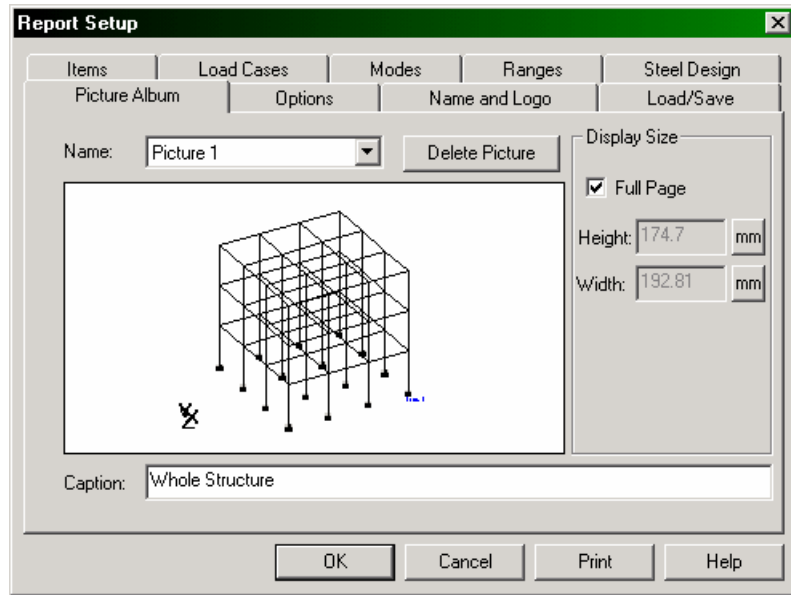 Report Setup
Items Load Cases Modes Ranges Steel Design
Picture Album Options Name and Logo Load/Save
Name: Picture 1 Delete Picture
Display Size
Full Page
Height: 174.7 mm
Width: 192.81 mm
Caption: Whole Structure
OK Cancel Print Help